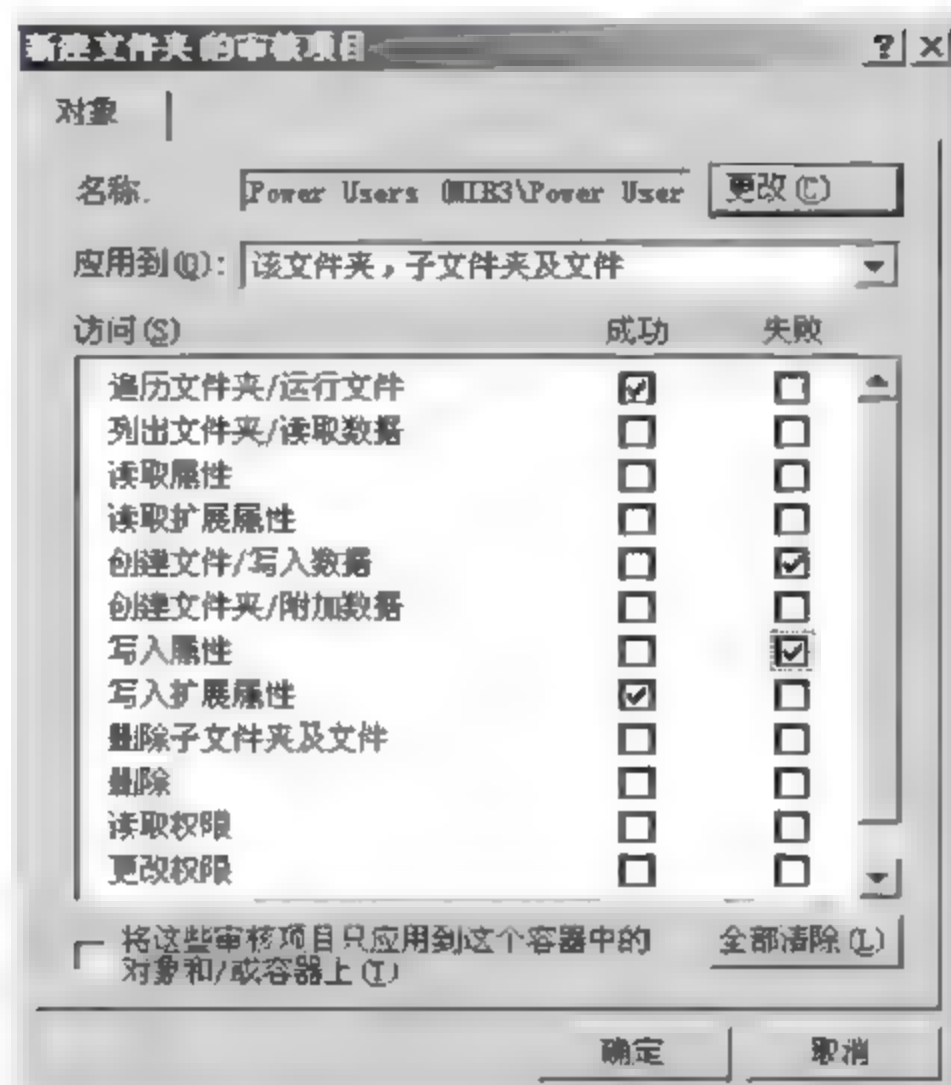 新建文件夹 的审核项目
对象
名称.
Power Users (MIR3\Power User
更改(C)
应用到(O):
该文件夹，子文件夹及文件
访问(S)
成功
失败
遍历文件夹/运行文件
列出文件夹/读取数据
读取属性
读取扩展属性
创建文件/写入数据
创建文件夹/附加数据
写入属性
写入扩展属性
删除子文件夹及文件
删除
读取权限
更改权限
将这些审核项目只应用到这个容器中的
对象和/或容器上(T)
全部清除(L)
确定
取消